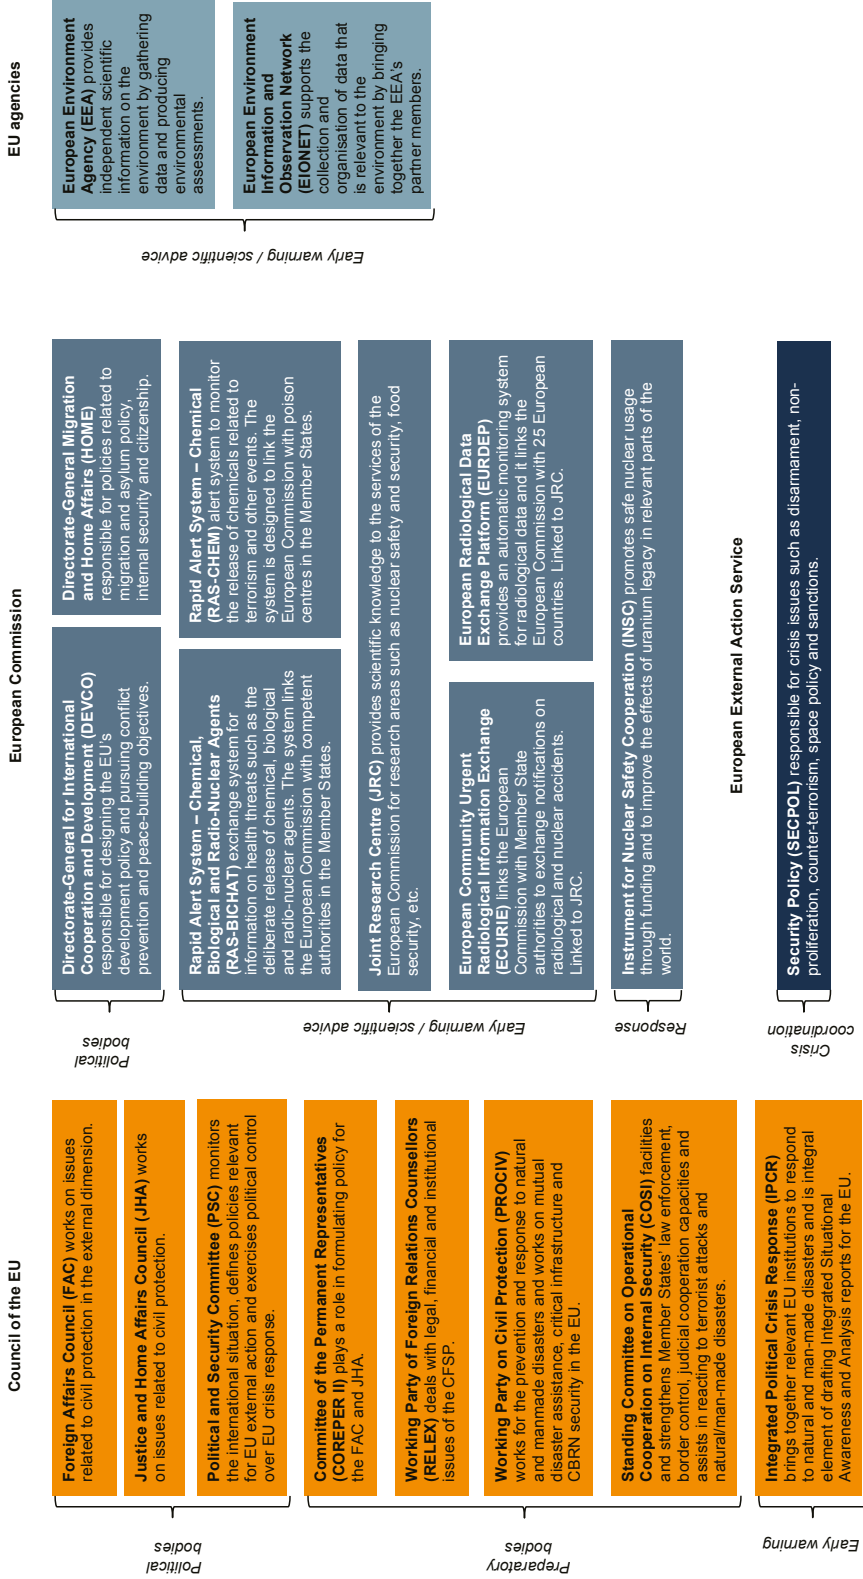 Council of the EU
Political
bodies
Foreign Affairs Council (FAC) works on issues
related to civil protection in the external dimension.
Justice and Home Affairs Council (JHA) works
on issues related to civil protection.
Political and Security Committee (PSC) monitors
the international situation, defines policies relevant
for EU external action and exercises political control
over EU crisis response.
Preparatory
bodies
Committee of the Permanent Representatives
(COREPER II) plays a role in formulating policy for
the FAC and JHA.
Working Party of Foreign Relations Counsellors
(RELEX) deals with legal, financial and institutional
issues of the CFSP.
Working Party on Civil Protection (PROCIV)
works for the prevention and response to natural
and manmade disasters and works on mutual
disaster assistance, critical infrastructure and
CBRN security in the EU.
Standing Committee on Operational
Cooperation on Internal Security (COSI) facilities
and strengthens Member States' law enforcement,
border control, judicial cooperation capacities and
assists in reacting to terrorist attacks and
natural/man-made disasters.
Early
warning
Integrated Political Crisis Response (IPCR)
brings together relevant EU institutions to respond
to natural and man-made disasters and is integral
element of drafting Integrated Situational
Awareness and Analysis reports for the EU.
European Commission
Political
bodies
Directorate-General for International
Cooperation and Development (DEVCO)
responsible for designing the EU's
development policy and pursuing conflict
prevention and peace-building objectives.
Directorate-General Migration
and Home Affairs (HOME)
responsible for policies related to
migration and asylum policy,
internal security and citizenship.
Early warning / scientific advice
Rapid Alert System – Chemical,
Biological and Radio-Nuclear Agents
(RAS-BICHAT) exchange system for
information on health threats such as the
deliberate release of chemical, biological
and radio-nuclear agents. The system links
the European Commission with competent
authorities in the Member States.
Rapid Alert System – Chemical
(RAS-CHEM) alert system to monitor
the release of chemicals related to
terrorism and other events. The
system is designed to link the
European Commission with poison
centres in the Member States.
Joint Research Centre (JRC) provides scientific knowledge to the services of the
European Commission for research areas such as nuclear safety and security, food
security, etc.
European Community Urgent
Radiological Information Exchange
(ECURIE) links the European
Commission with Member State
authorities to exchange notifications on
radiological and nuclear accidents.
Linked to JRC.
European Radiological Data
Exchange Platform (EURDEP)
provides an automatic monitoring system
for radiological data and it links the
European Commission with 25 European
countries. Linked to JRC.
Response
Instrument for Nuclear Safety Cooperation (INSC) promotes safe nuclear usage
through funding and to improve the effects of uranium legacy in relevant parts of the
world.
European External Action Service
Crisis
coordination
Security Policy (SECPOL) responsible for crisis issues such as disarmament, non-
proliferation, counter-terrorism, space policy and sanctions.
EU agencies
Early warning / scientific advice
European Environment
Agency (EEA) provides
independent scientific
information on the
environment by gathering
data and producing
environmental
assessments.
European Environment
Information and
Observation Network
(EIONET) supports the
collection and
organisation of data that
is relevant to the
environment by bringing
together the EEA's
partner members.